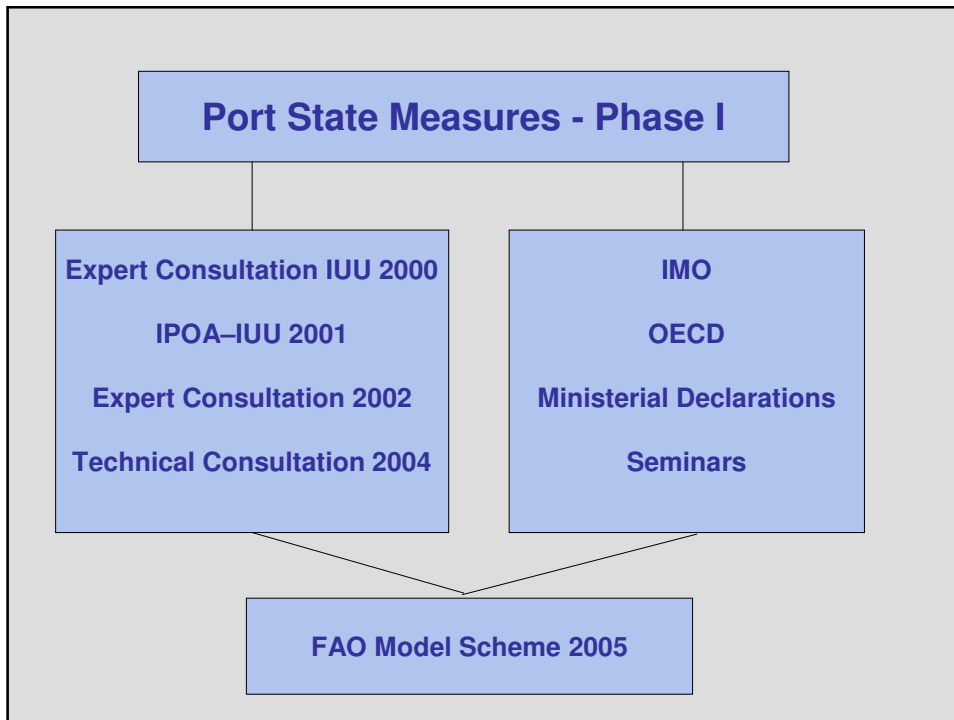 Port State Measures - Phase I
Expert Consultation IUU 2000
IPOA–IUU 2001
Expert Consultation 2002
Technical Consultation 2004
IMO
OECD
Ministerial Declarations
Seminars
FAO Model Scheme 2005